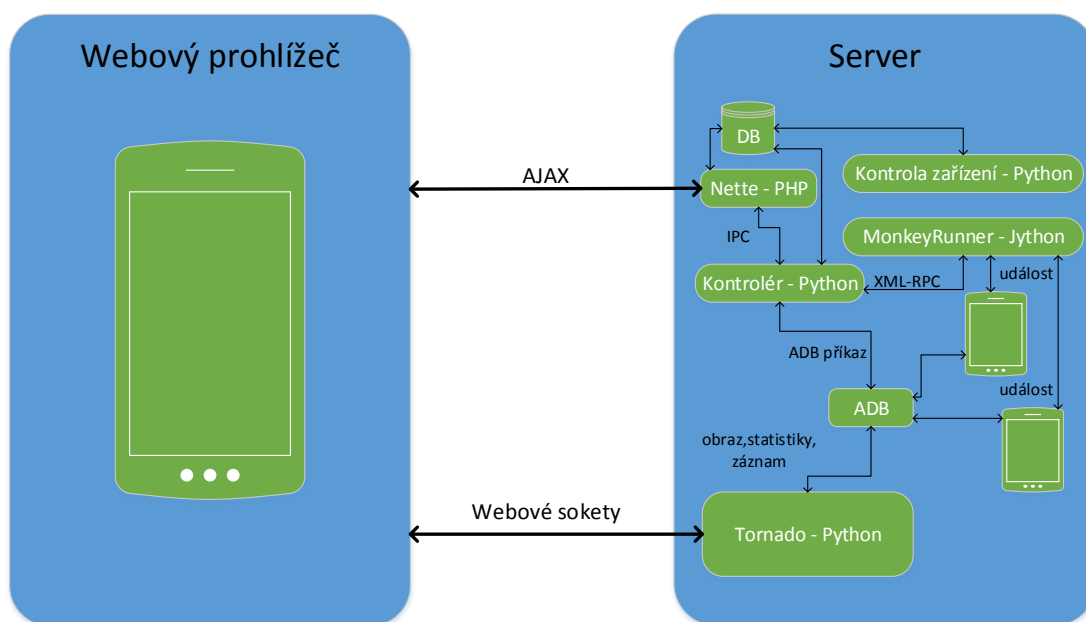 Webový prohlížeč
Server
DB
Kontrola zařízení - Python
AJAX
Nette - PHP
IPC
MonkeyRunner - Jython
událost
Kontrolér - Python
XML-RPC
ADB příkaz
událost
ADB
obraz,statistiky,
záznam
Webové sokety
Tornado - Python